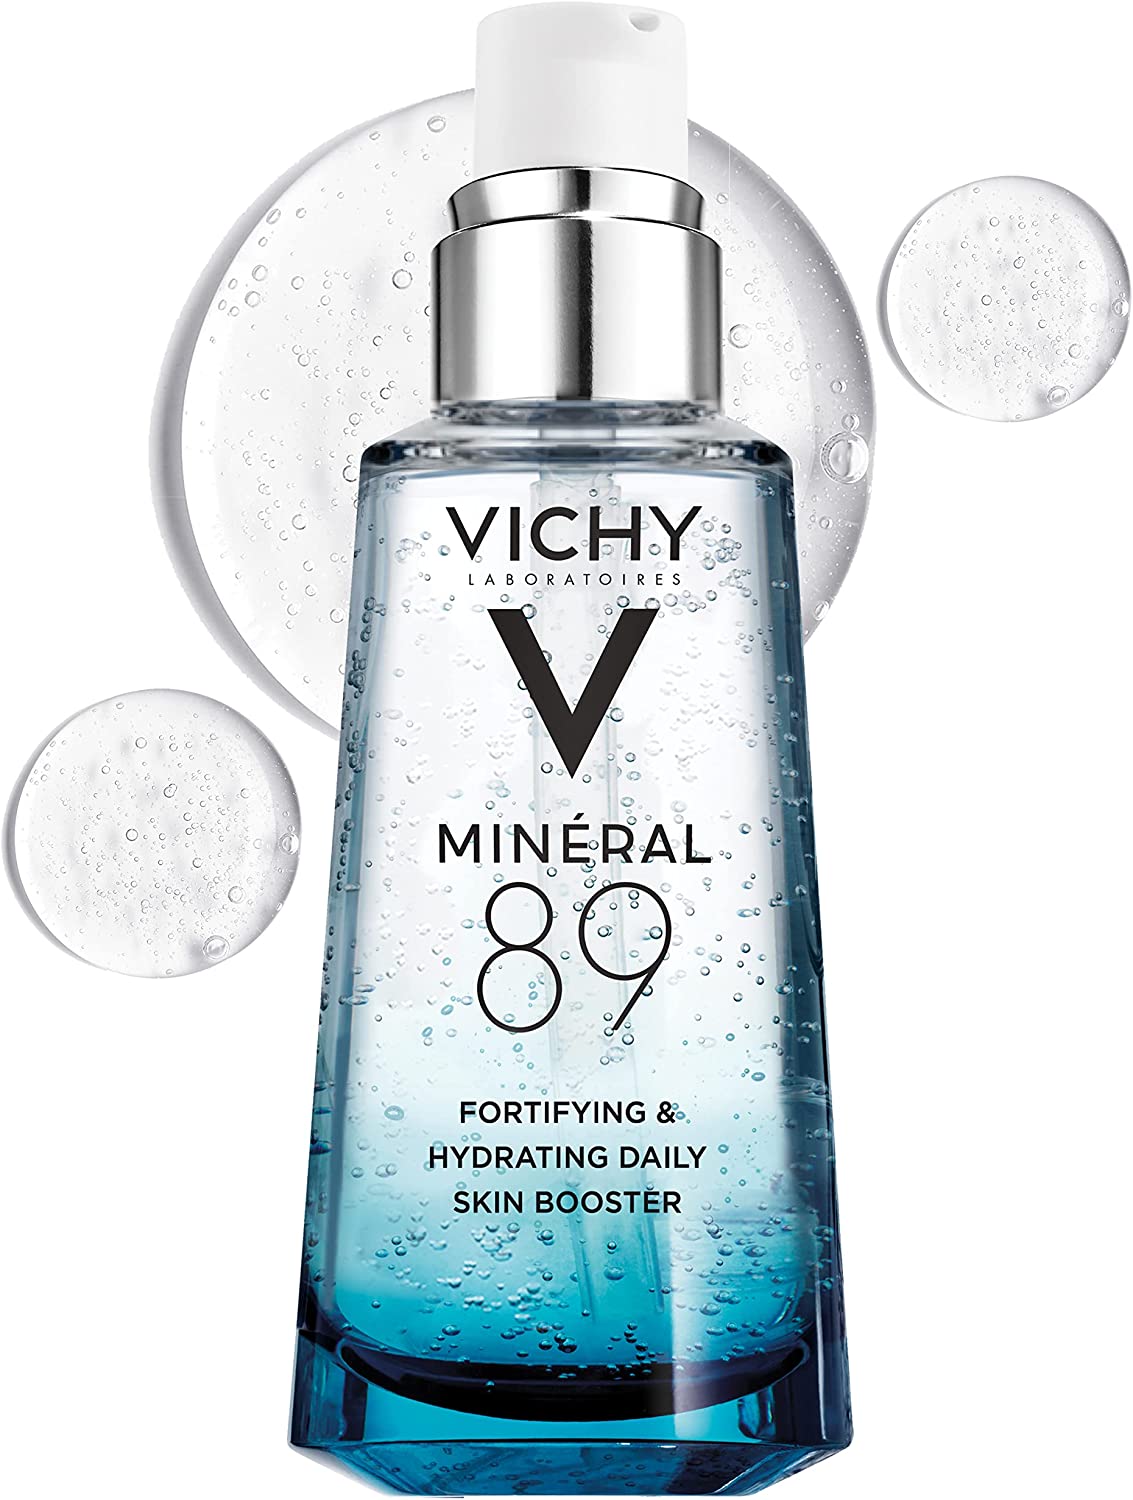 VICHY
LABORATOIRES
V
MINÉRAL
89
FORTIFYING &
HYDRATING DAILY
SKIN BOOSTER